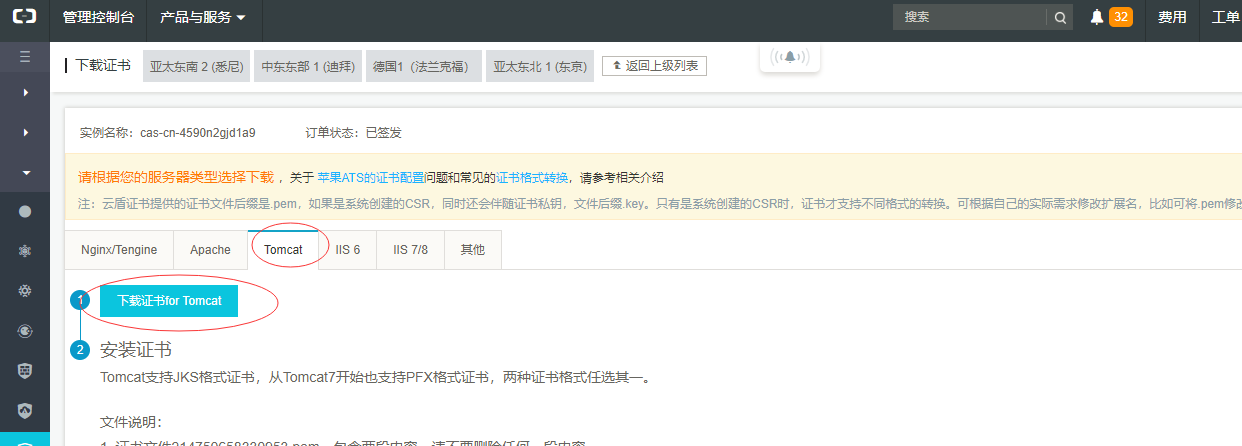 管理控制台 产品与服务 搜索 32 费用 工单
下载证书 亚太东南 2 (悉尼) 中东东部 1 (迪拜) 德国1（法兰克福） 亚太东北 1 (东京) 返回上级列表
实例名称：cas-cn-4590n2gjd1a9 订单状态：已签发
请根据您的服务器类型选择下载 ，关于 苹果ATS的证书配置问题和常见的证书格式转换，请参考相关介绍
注：云盾证书提供的证书文件后缀是.pem，如果是系统创建的CSR，同时还会伴随证书私钥，文件后缀.key。只有是系统创建的CSR时，证书才支持不同格式的转换。可根据自己的实际需求修改扩展名，比如可将.pem修改
Nginx/Tengine Apache Tomcat IIS 6 IIS 7/8 其他
1 下载证书for Tomcat
2 安装证书
Tomcat支持JKS格式证书，从Tomcat7开始也支持PFX格式证书，两种证书格式任选其一。
文件说明：